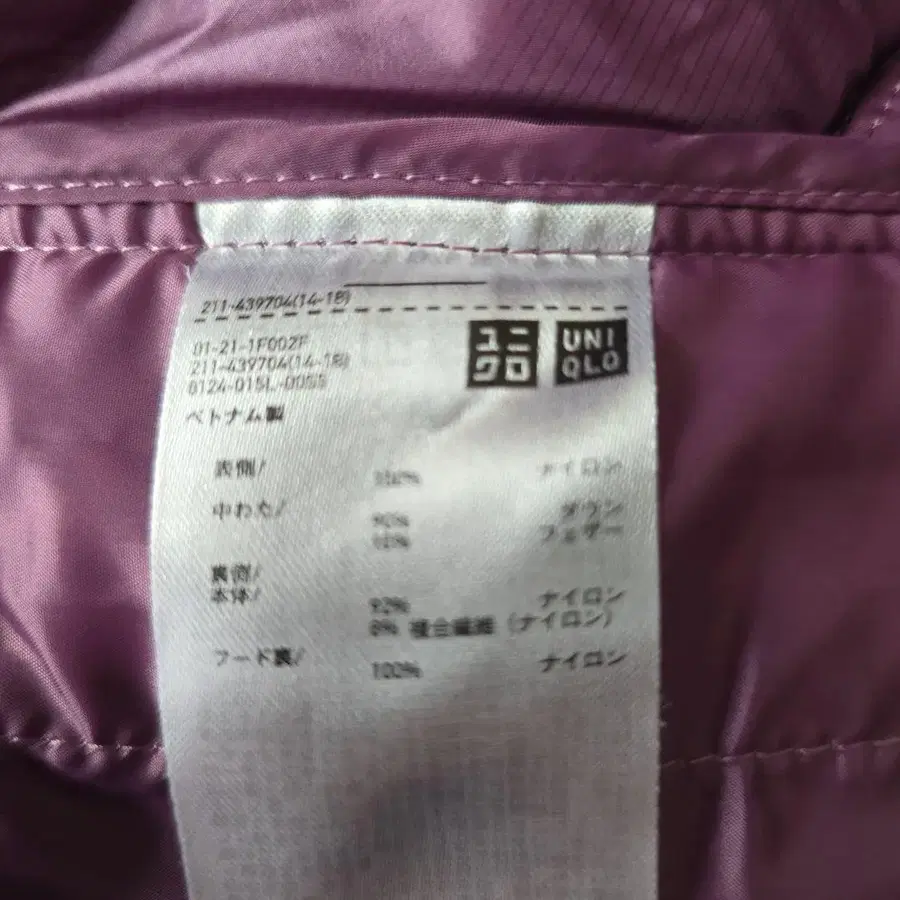 211-439704(14-18)
ユニ
クロ
UNI
QLO
01-21-1F002F
211-439704(14-18)
8124-015L-00SS
ベトナム製
表側/ 100% ナイロン
中わた/ 90% ダウン
10% フェザー
裏側/
本体/ 92% ナイロン
8% 複合繊維 (ナイロン)
フード裏/ 100% ナイロン